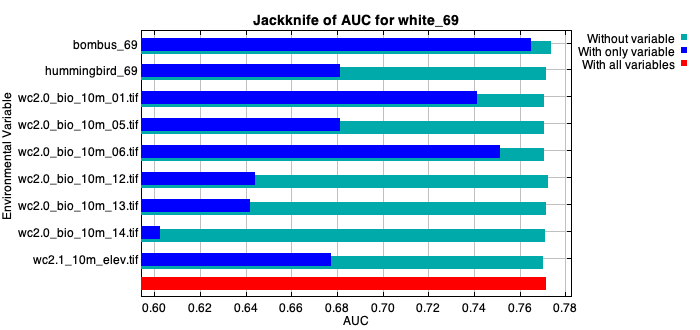 Jackknife of AUC for white_69
bombus_69
hummingbird_69
wc2.0_bio_10m_01.tif
wc2.0_bio_10m_05.tif
wc2.0_bio_10m_06.tif
wc2.0_bio_10m_12.tif
wc2.0_bio_10m_13.tif
wc2.0_bio_10m_14.tif
wc2.1_10m_elev.tif
Environmental Variable
0.60 0.62 0.64 0.66 0.68 0.70 0.72 0.74 0.76 0.78
AUC
Without variable
With only variable
With all variables